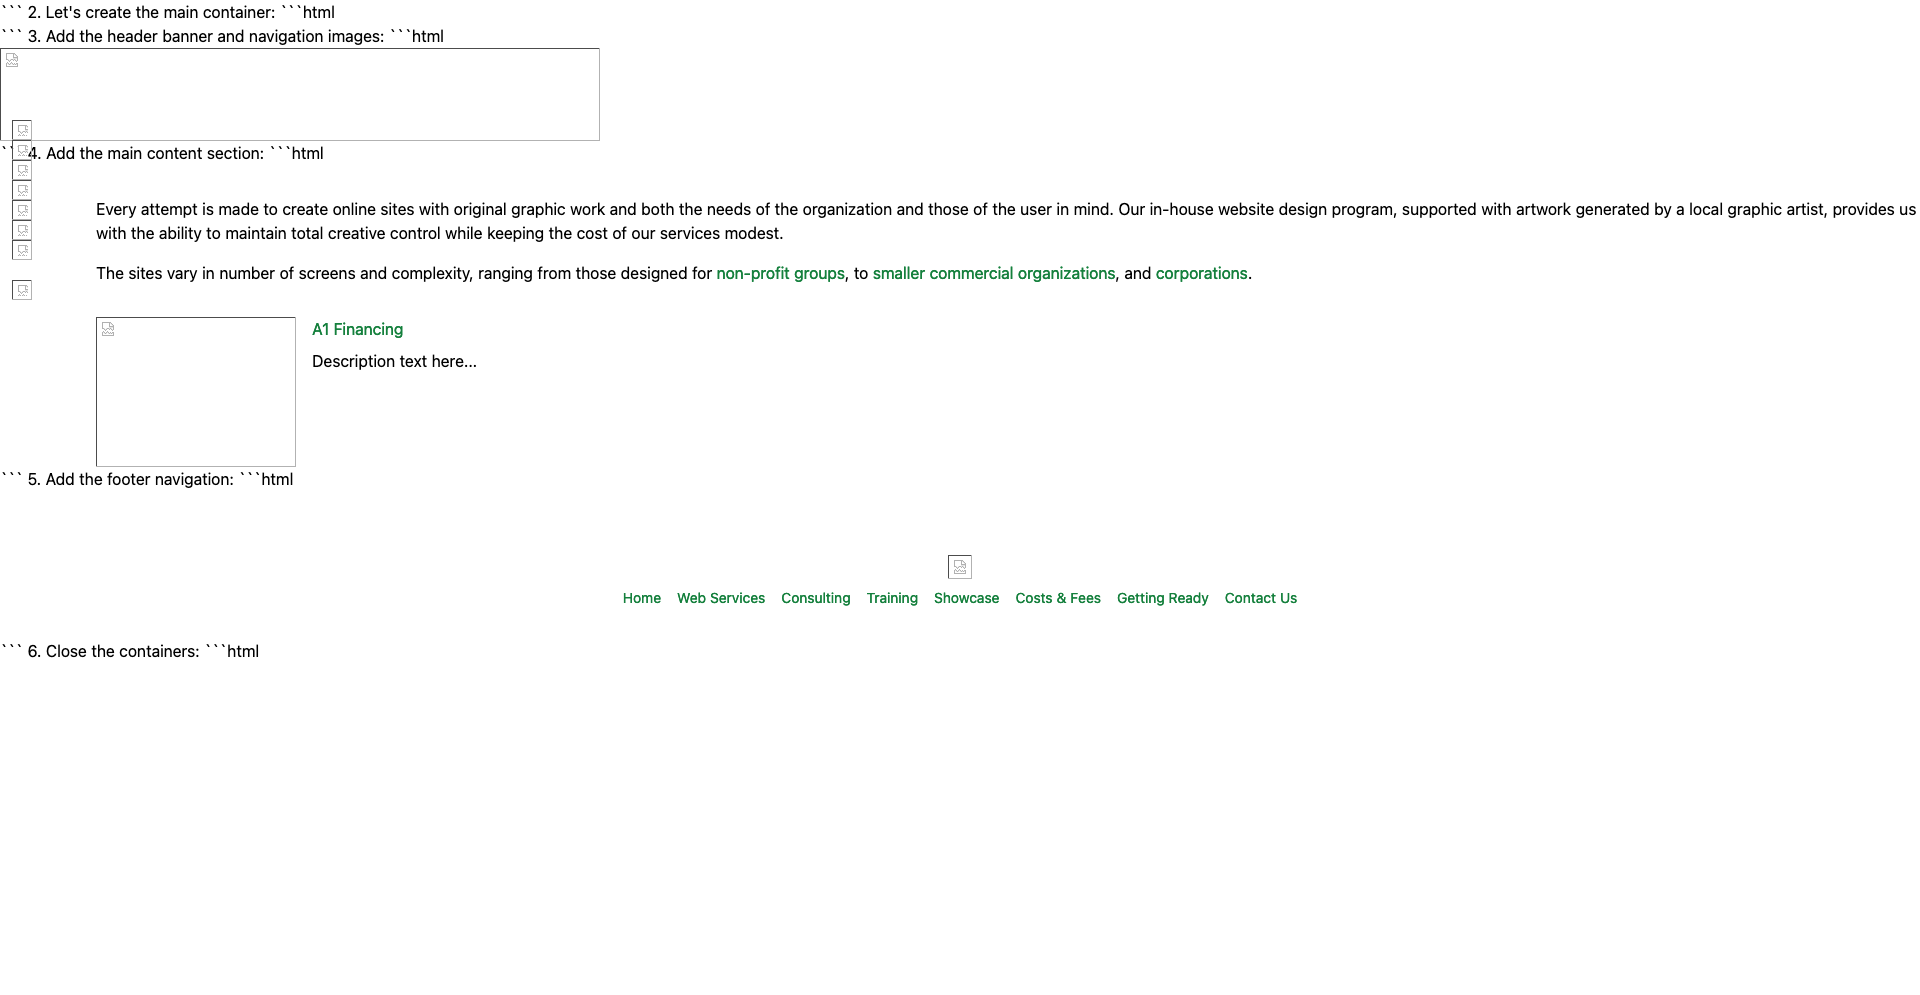 ``` 2. Let's create the main container: ```html
``` 3. Add the header banner and navigation images: ```html
``` 4. Add the main content section: ```html
Every attempt is made to create online sites with original graphic work and both the needs of the organization and those of the user in mind. Our in-house website design program, supported with artwork generated by a local graphic artist, provides us
with the ability to maintain total creative control while keeping the cost of our services modest.
The sites vary in number of screens and complexity, ranging from those designed for non-profit groups, to smaller commercial organizations, and corporations.
A1 Financing
Description text here...
``` 5. Add the footer navigation: ```html
Home Web Services Consulting Training Showcase Costs & Fees Getting Ready Contact Us
``` 6. Close the containers: ```html